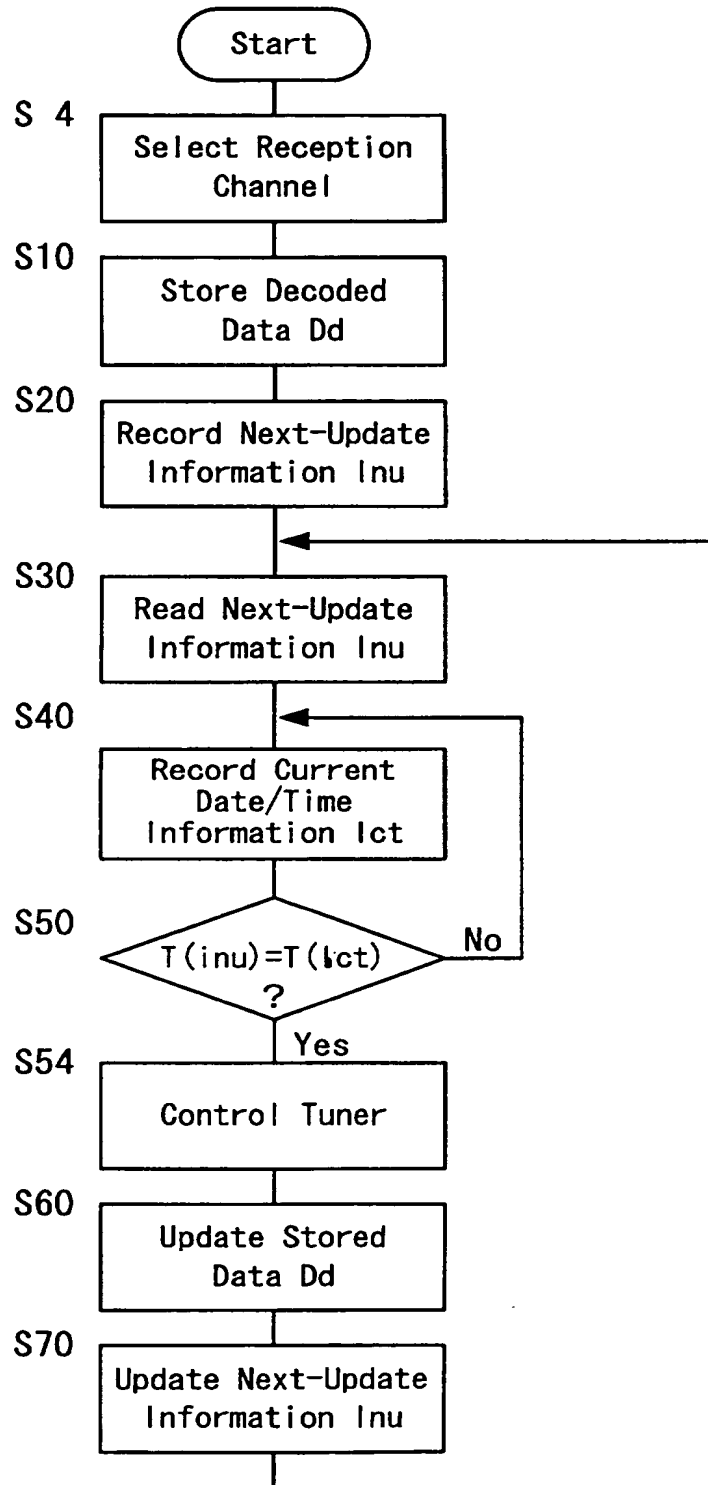 Start
S 4
Select Reception
Channel
S10
Store Decoded
Data Dd
S20
Record Next-Update
Information Inu
S30
Read Next-Update
Information Inu
S40
Record Current
Date/Time
Information Ict
S50
T(inu)=T(Ict)
?
No
Yes
S54
Control Tuner
S60
Update Stored
Data Dd
S70
Update Next-Update
Information Inu